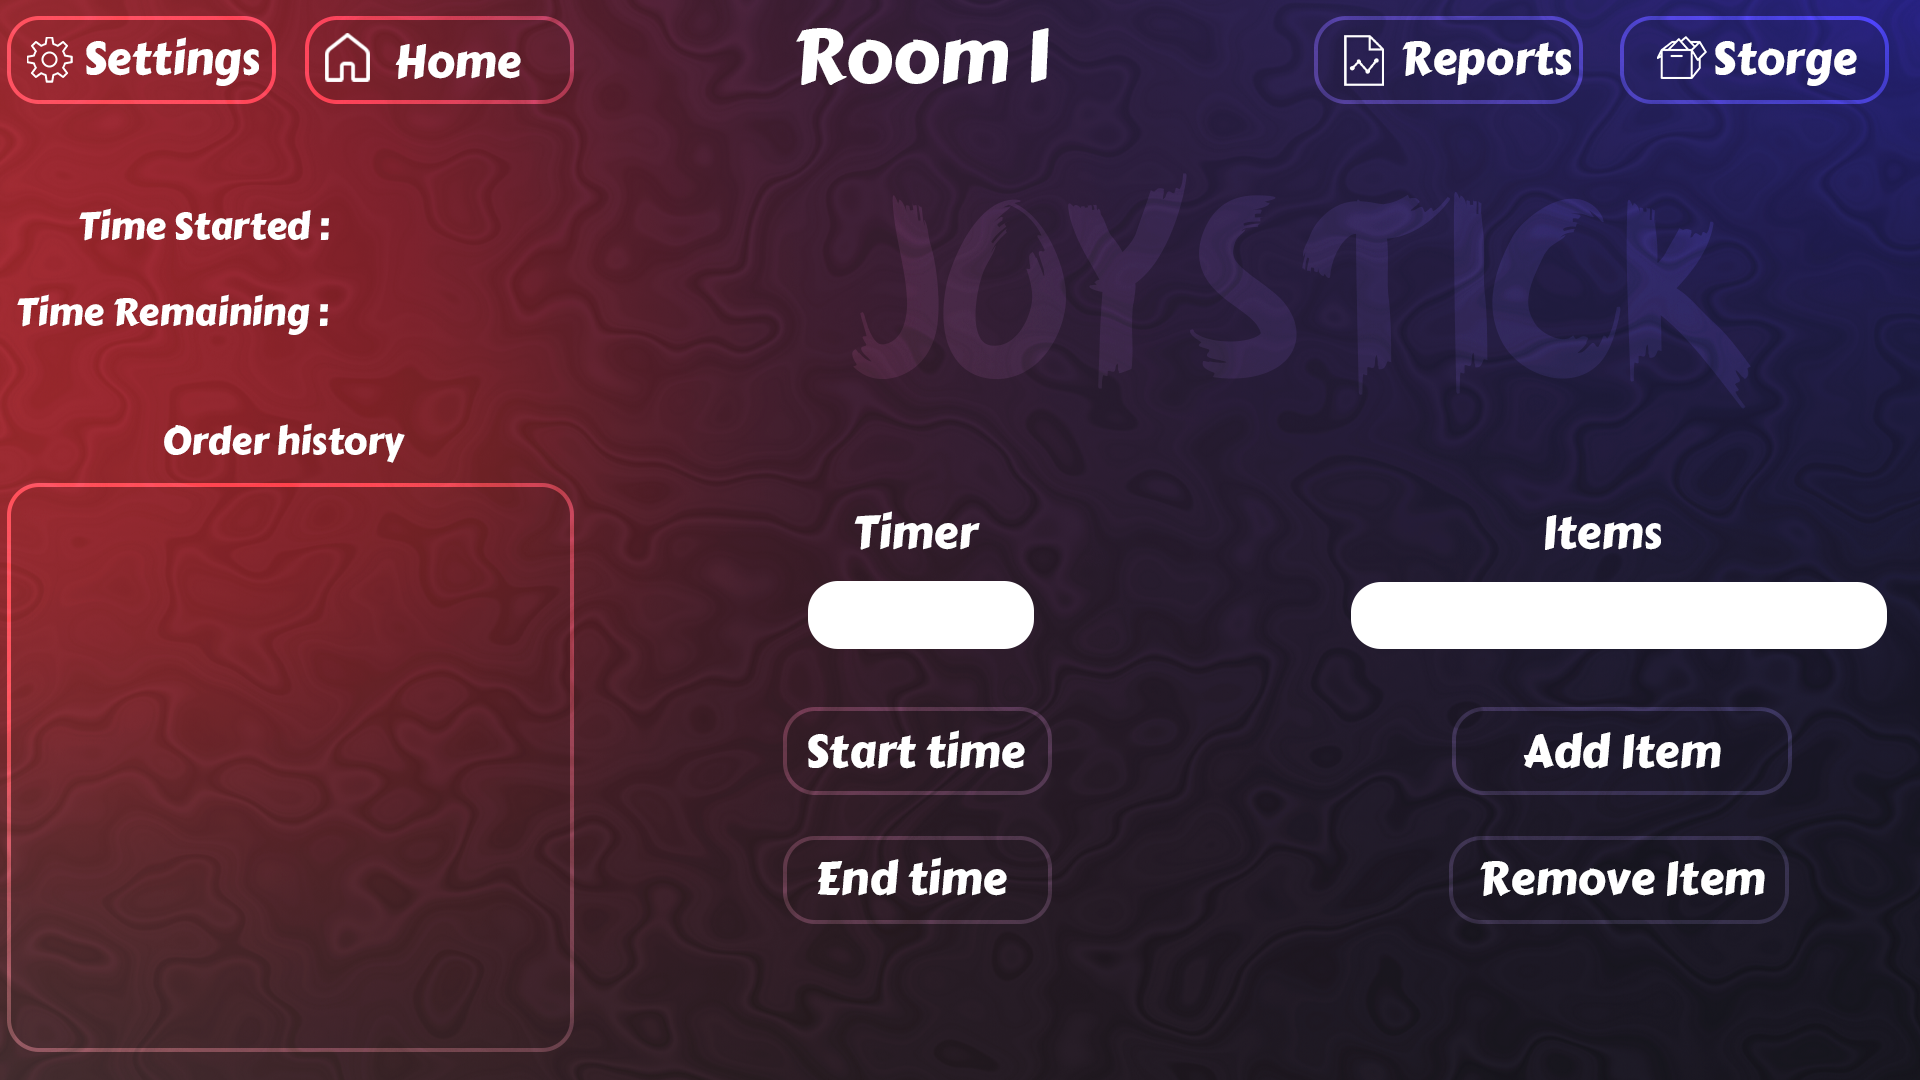 Settings
Home
Room 1
Reports
Storge
JOYSTICK
Time Started :
Time Remaining :
Order history
Timer
Items
Start time
Add Item
End time
Remove Item